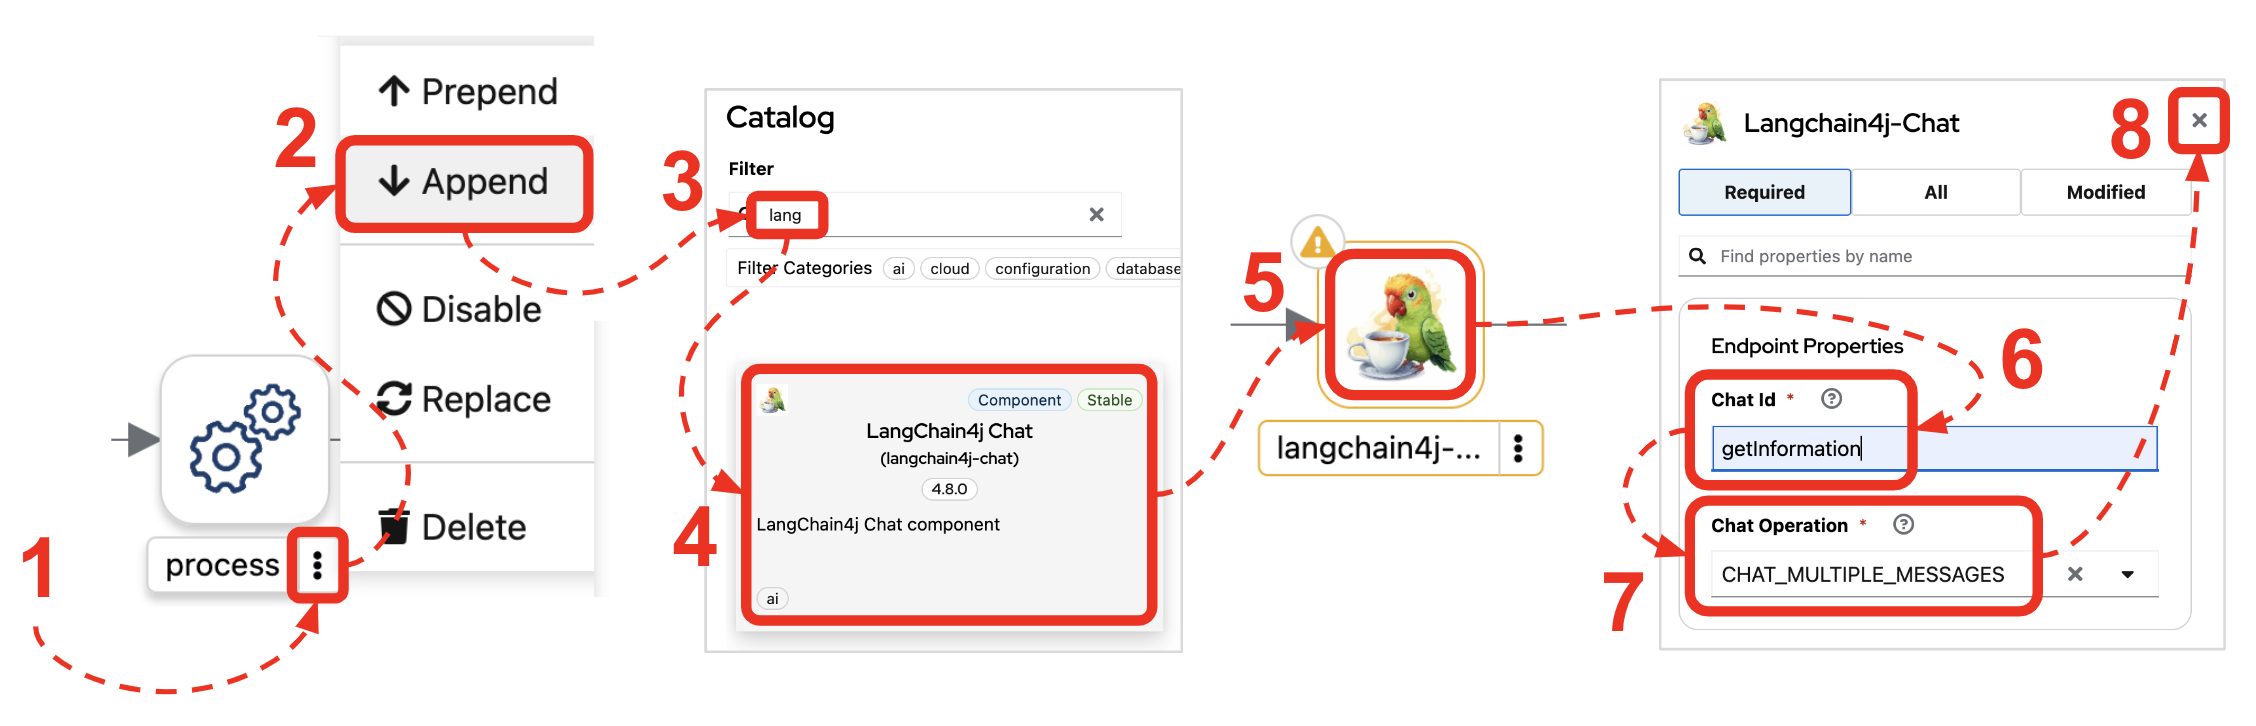 1
process
2
Prepend
Append
Disable
Replace
Delete
3
Catalog
Filter
lang
Filter Categories ai cloud configuration database
4
Component Stable
LangChain4j Chat
(langchain4j-chat)
4.8.0
LangChain4j Chat component
ai
5
langchain4j-...
Langchain4j-Chat
8
Required All Modified
Find properties by name
Endpoint Properties
6
Chat Id *
getInformation
7
Chat Operation *
CHAT_MULTIPLE_MESSAGES